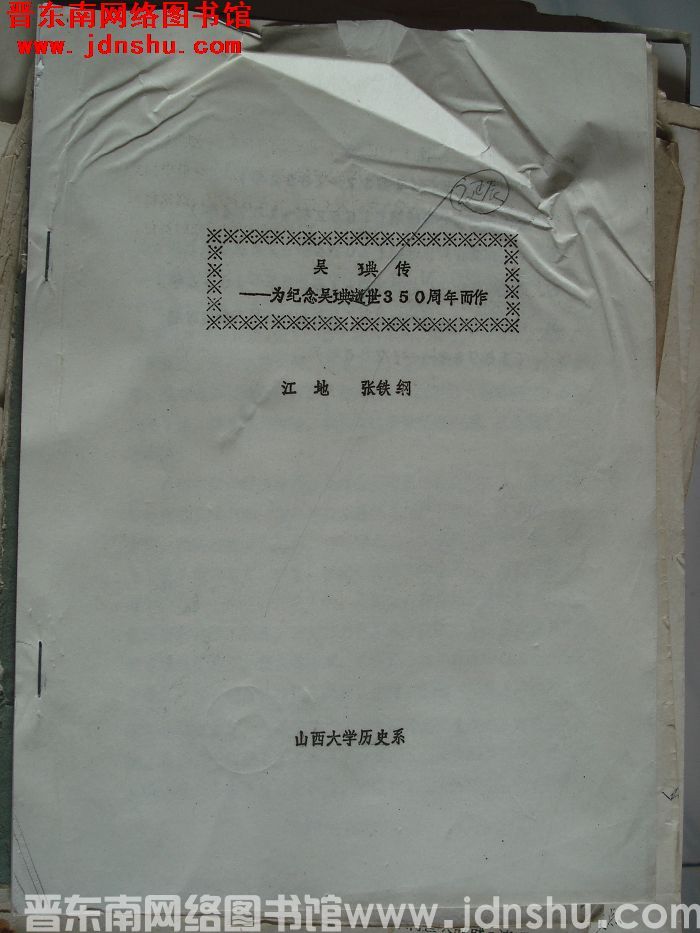 晋东南网络图书馆
www.jdnshu.com
吴 琠 传
——为纪念吴琠逝世350周年而作
江 地 张铁纲
山西大学历史系
晋东南网络图书馆www.jdnshu.com